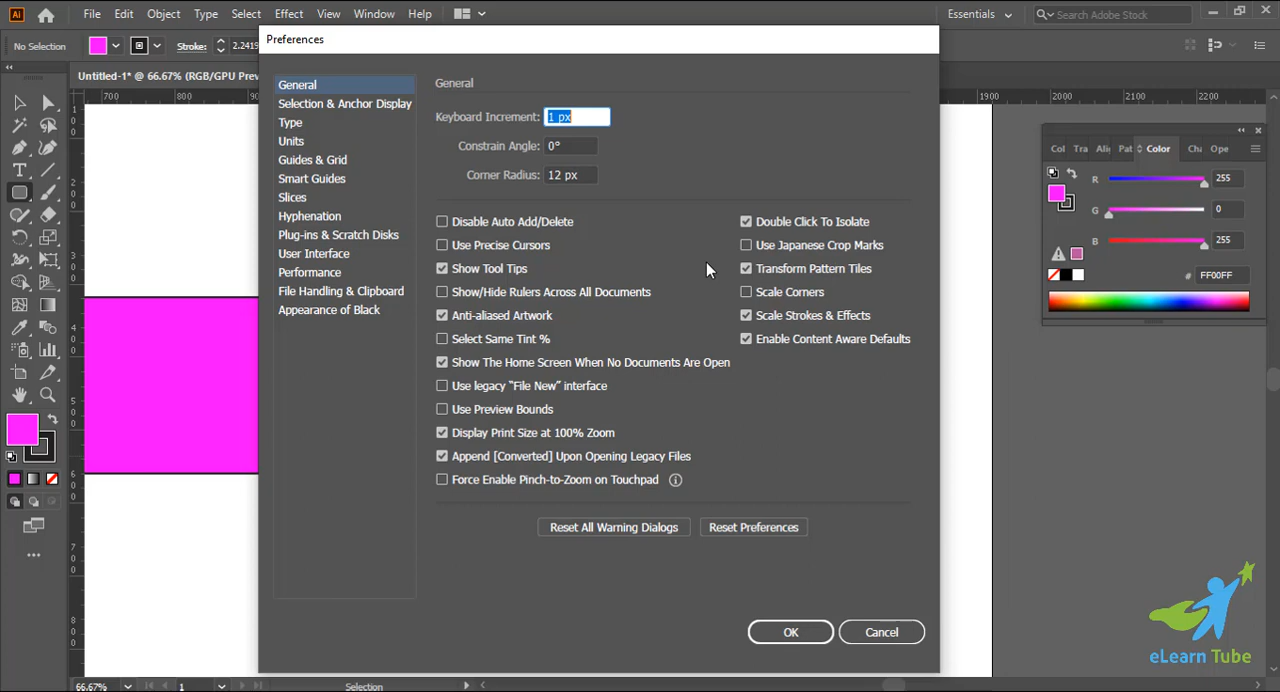 Ai File Edit Object Type Select Effect View Window Help Essentials Search Adobe Stock
No Selection Stroke: 2.2419
Preferences
Untitled-1* @ 66.67% (RGB/GPU Prev
700 800 1900 2000 2100 2200
General
Selection & Anchor Display
Type
Units
Guides & Grid
Smart Guides
Slices
Hyphenation
Plug-ins & Scratch Disks
User Interface
Performance
File Handling & Clipboard
Appearance of Black
General
Keyboard Increment: 1 px
Constrain Angle: 0°
Corner Radius: 12 px
Disable Auto Add/Delete
Use Precise Cursors
Show Tool Tips
Show/Hide Rulers Across All Documents
Anti-aliased Artwork
Select Same Tint %
Show The Home Screen When No Documents Are Open
Use legacy “File New” interface
Use Preview Bounds
Display Print Size at 100% Zoom
Append [Converted] Upon Opening Legacy Files
Force Enable Pinch-to-Zoom on Touchpad
Double Click To Isolate
Use Japanese Crop Marks
Transform Pattern Tiles
Scale Corners
Scale Strokes & Effects
Enable Content Aware Defaults
Reset All Warning Dialogs Reset Preferences
OK Cancel
Col Tra Alig Pat Color Cha Ope
R 255
G 0
B 255
# FF00FF
eLearn Tube
66.67% 1 Selection